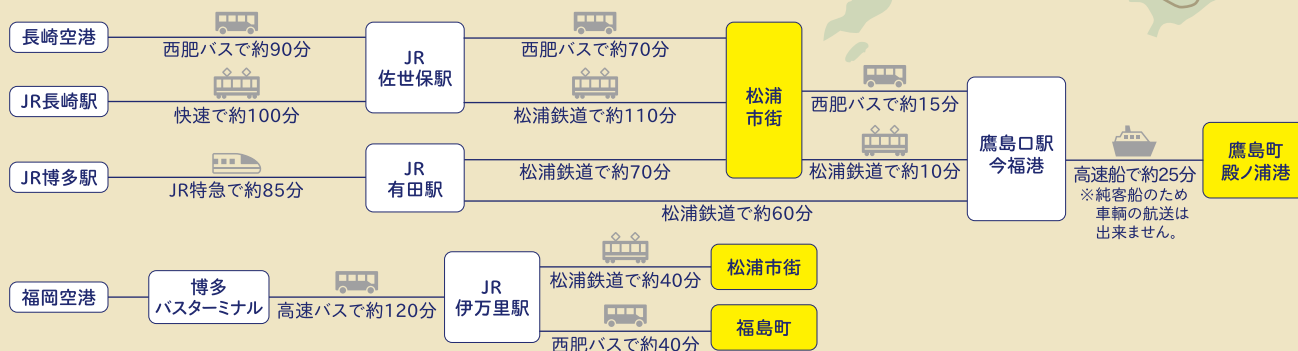 長崎空港
西肥バスで約90分
JR
佐世保駅
西肥バスで約70分
JR長崎駅
快速で約100分
松浦鉄道で約110分
松浦
市街
西肥バスで約15分
JR博多駅
JR特急で約85分
JR
有田駅
松浦鉄道で約70分
松浦鉄道で約10分
松浦鉄道で約60分
鷹島口駅
今福港
高速船で約25分
※純客船のため
車輌の航送は
出来ません。
鷹島町
殿ノ浦港
福岡空港
博多
バスターミナル
高速バスで約120分
JR
伊万里駅
松浦鉄道で約40分
松浦市街
西肥バスで約40分
福島町